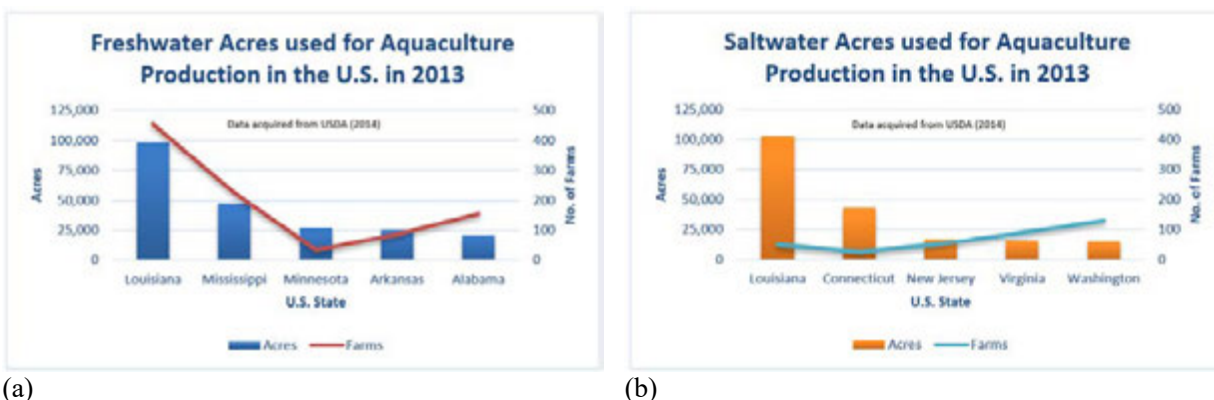 Freshwater Acres used for Aquaculture
Production in the U.S. in 2013
Data acquired from USDA (2014)
125,000
100,000
75,000
50,000
25,000
0
Acres
500
400
300
200
100
0
No. of Farms
Louisiana Mississippi Minnesota Arkansas Alabama
U.S. State
Acres Farms
(a)
Saltwater Acres used for Aquaculture
Production in the U.S. in 2013
Data acquired from USDA (2014)
125,000
100,000
75,000
50,000
25,000
0
Acres
500
400
300
200
100
0
No. of Farms
Louisiana Connecticut New Jersey Virginia Washington
U.S. State
Acres Farms
(b)